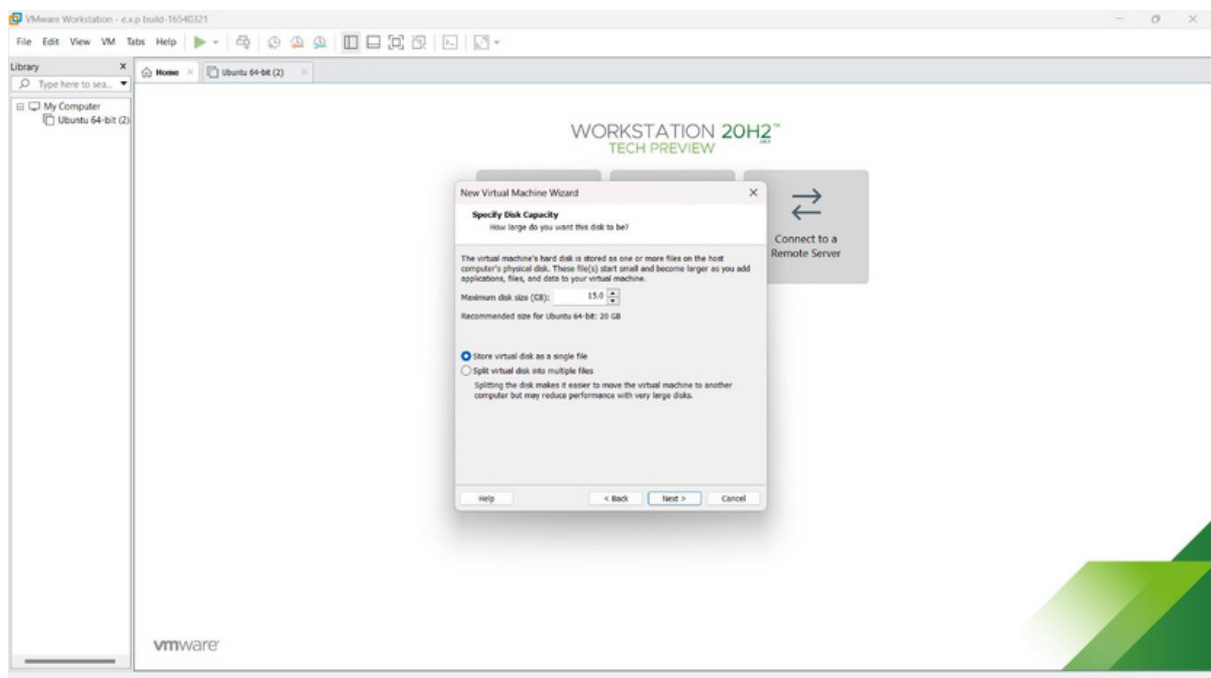 VMware Workstation - e.x.p build-16540321
File Edit View VM Tabs Help
Library X
Type here to sea...
Home
Ubuntu 64-bit (2)
My Computer
Ubuntu 64-bit (2)
WORKSTATION 20H2™
TECH PREVIEW
Connect to a
Remote Server
New Virtual Machine Wizard
Specify Disk Capacity
How large do you want this disk to be?
The virtual machine's hard disk is stored as one or more files on the host
computer's physical disk. These file(s) start small and become larger as you add
applications, files, and data to your virtual machine.
Maximum disk size (GB): 15.0
Recommended size for Ubuntu 64-bit: 20 GB
Store virtual disk as a single file
Split virtual disk into multiple files
Splitting the disk makes it easier to move the virtual machine to another
computer but may reduce performance with very large disks.
Help < Back Next > Cancel
vmware